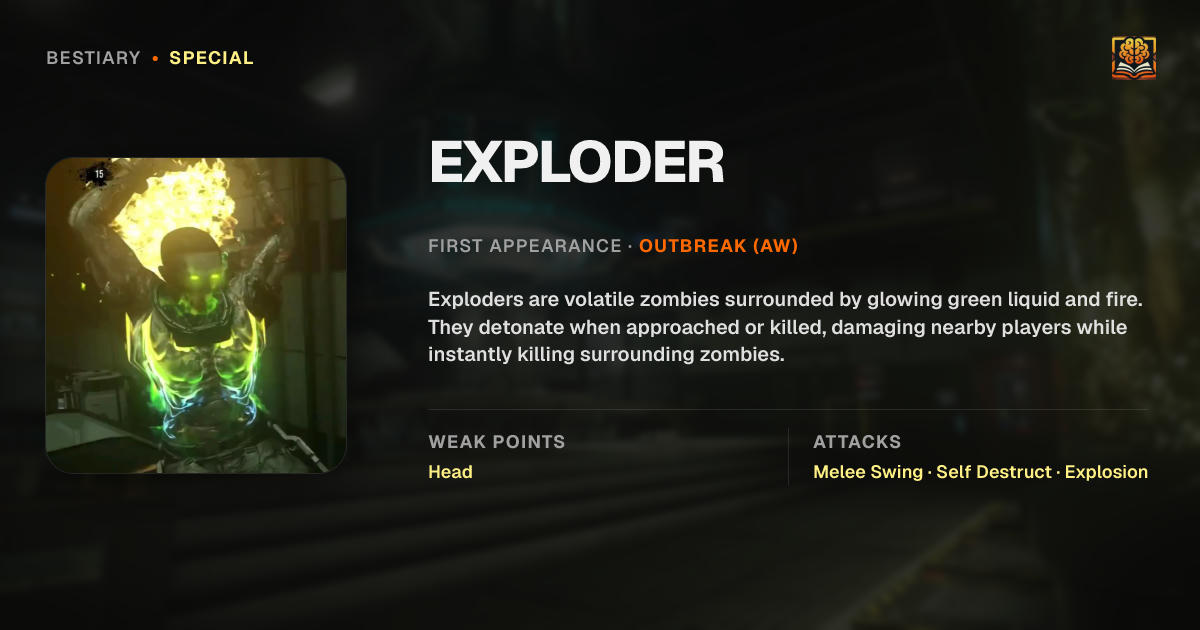 BESTIARY • SPECIAL
15
EXPLODER
FIRST APPEARANCE · OUTBREAK (AW)
Exploders are volatile zombies surrounded by glowing green liquid and fire.
They detonate when approached or killed, damaging nearby players while
instantly killing surrounding zombies.
WEAK POINTS
Head
ATTACKS
Melee Swing · Self Destruct · Explosion